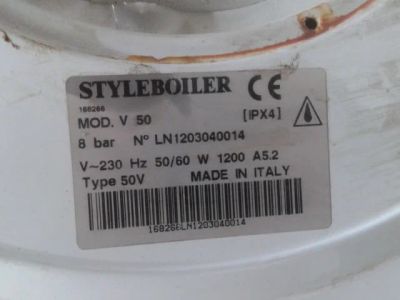 STYLEBOILER CE
168266
MOD. V 50 [IPX4]
8 bar Nº LN1203040014
V~230 Hz 50/60 W 1200 A5.2
Type 50V MADE IN ITALY
168266LN1203040014